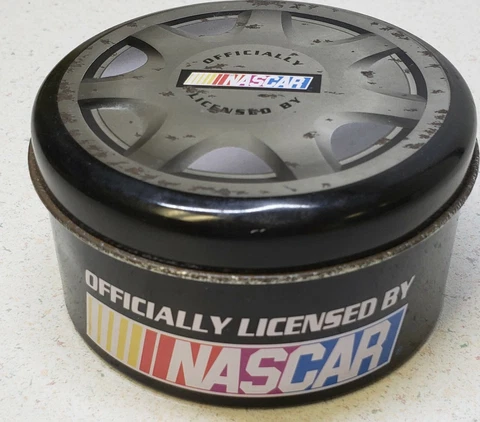 OFFICIALLY
NASCAR
LICENSED BY
OFFICIALLY LICENSED BY
NASCAR